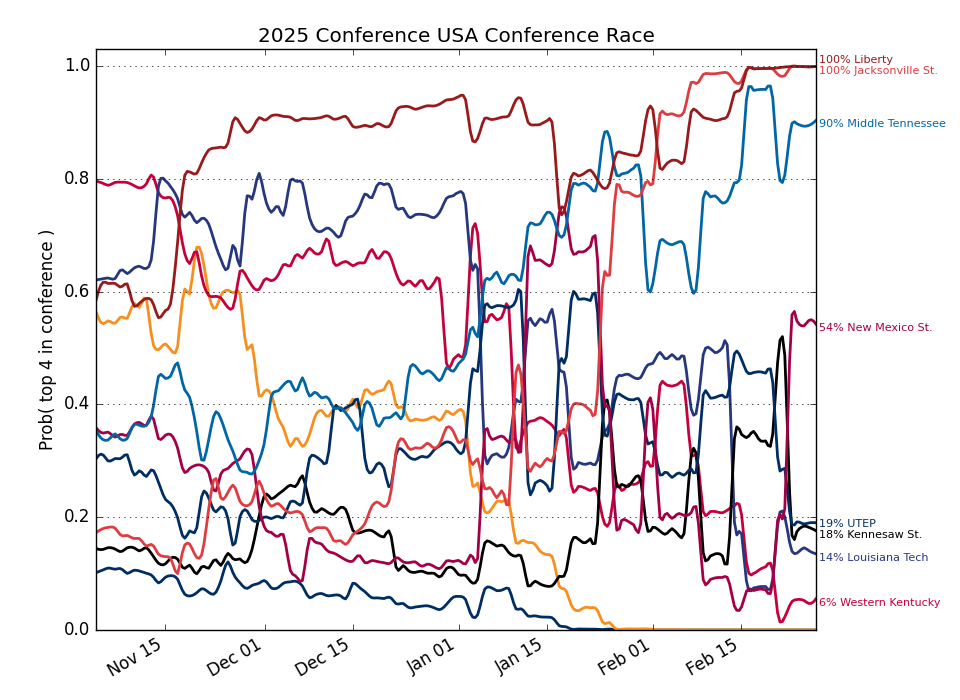 2025 Conference USA Conference Race
Prob( top 4 in conference )
1.0
0.8
0.6
0.4
0.2
0.0
Nov 15
Dec 01
Dec 15
Jan 01
Jan 15
Feb 01
Feb 15
100% Liberty
100% Jacksonville St.
90% Middle Tennessee
54% New Mexico St.
19% UTEP
18% Kennesaw St.
14% Louisiana Tech
6% Western Kentucky